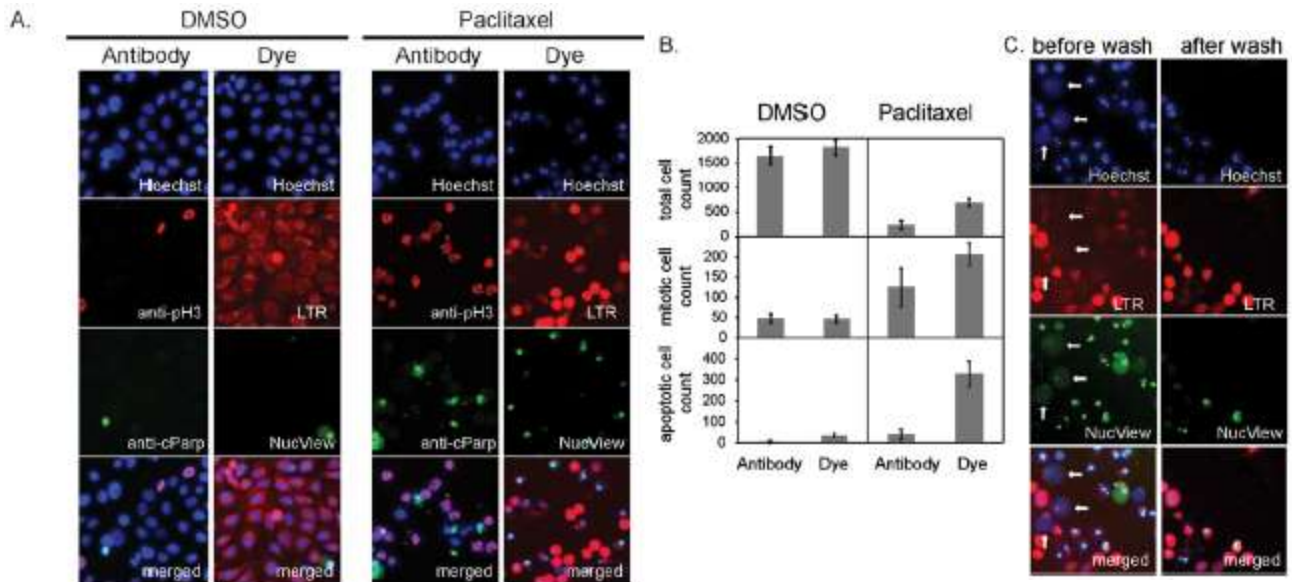 A.
DMSO
Paclitaxel
Antibody
Dye
Antibody
Dye
Hoechst
Hoechst
Hoechst
Hoechst
anti-pH3
LTR
anti-pH3
LTR
anti-cParp
NucView
anti-cParp
NucView
merged
merged
merged
merged
B.
DMSO
Paclitaxel
total cell
count
2000
1500
1000
500
0
mitotic cell
count
200
150
100
50
0
apoptotic cell
count
400
300
200
100
0
Antibody
Dye
Antibody
Dye
C.
before wash
after wash
Hoechst
Hoechst
LTR
LTR
NucView
NucView
merged
merged